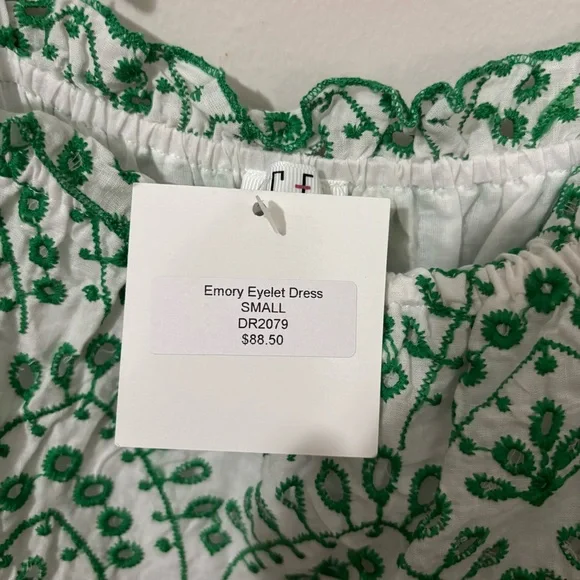 Emory Eyelet Dress
SMALL
DR2079
$88.50